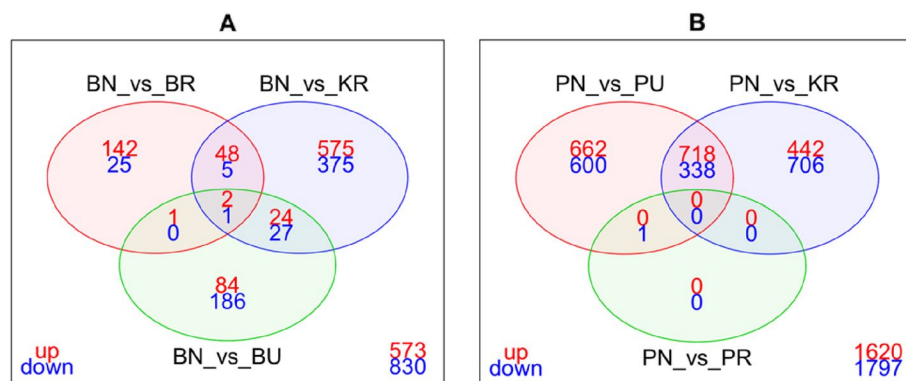 A
BN_vs_BR BN_vs_KR
142 48 575
25 5 375
2
1 1 24
0 27
84
186
up 573
down BN_vs_BU 830
B
PN_vs_PU PN_vs_KR
662 718 442
600 338 706
0
0 0 0
1 0
0
0
up 1620
down PN_vs_PR 1797